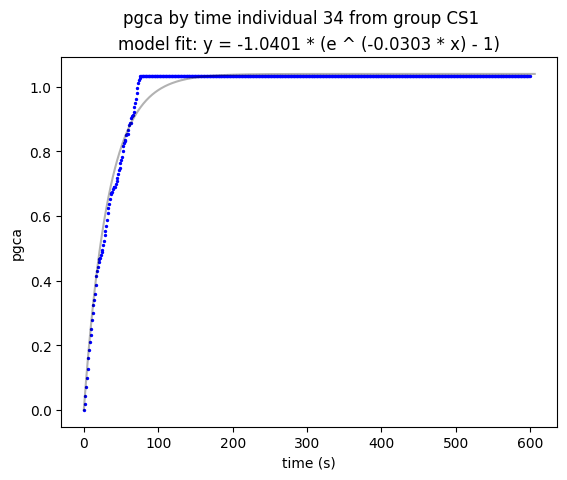 pgca by time individual 34 from group CS1
model fit: y = -1.0401 * (e ^ (-0.0303 * x) - 1)
1.0
0.8
0.6
0.4
0.2
0.0
pgca
0 100 200 300 400 500 600
time (s)